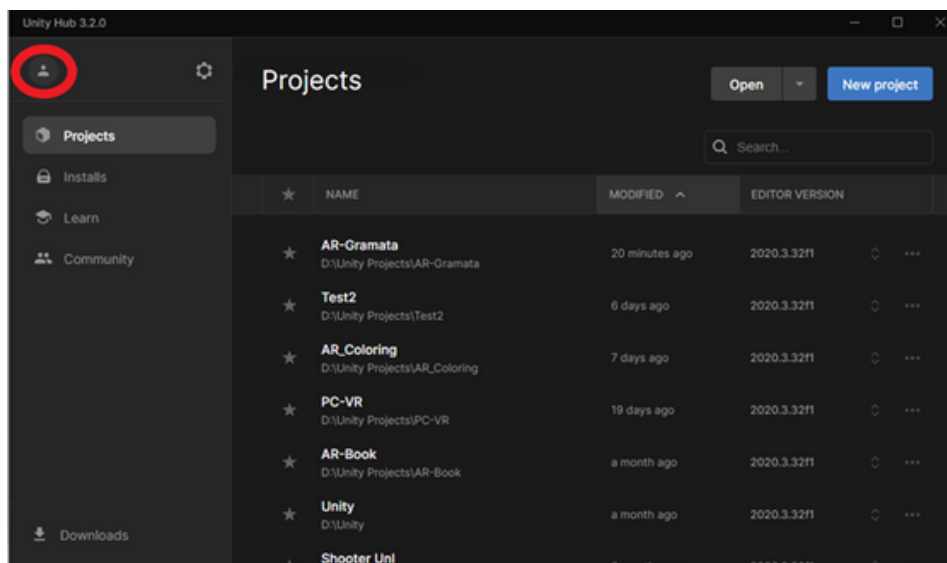 Unity Hub 3.2.0
Projects
Open
New project
Search...
Projects
Installs
Learn
Community
Downloads
NAME MODIFIED EDITOR VERSION
AR-Gramata 20 minutes ago 2020.3.32f1
D:\Unity Projects\AR-Gramata
Test2 6 days ago 2020.3.32f1
D:\Unity Projects\Test2
AR_Coloring 7 days ago 2020.3.32f1
D:\Unity Projects\AR_Coloring
PC-VR 19 days ago 2020.3.32f1
D:\Unity Projects\PC-VR
AR-Book a month ago 2020.3.32f1
D:\Unity Projects\AR-Book
Unity a month ago 2020.3.32f1
D:\Unity
Shooter Unl